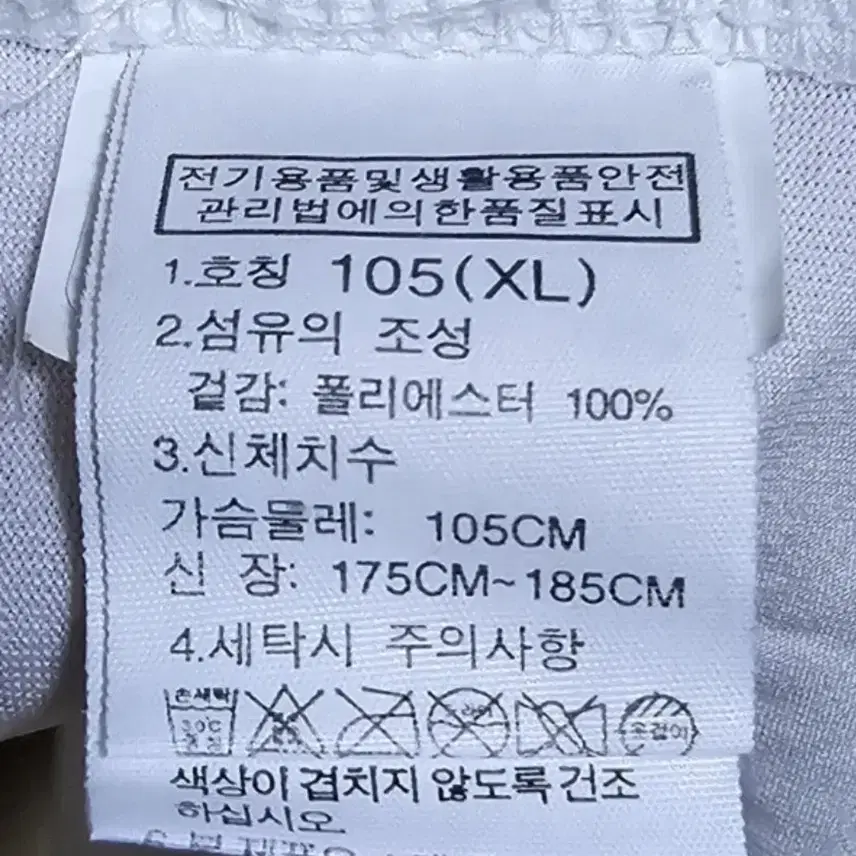 전기용품및생활용품안전
관리법에의한품질표시
1.호칭 105(XL)
2.섬유의 조성
겉감: 폴리에스터 100%
3.신체치수
가슴물레: 105CM
신 장: 175CM~185CM
4.세탁시 주의사항
손세탁
30℃
옷걸이
색상이 겹치지 않도록건조
하십시오